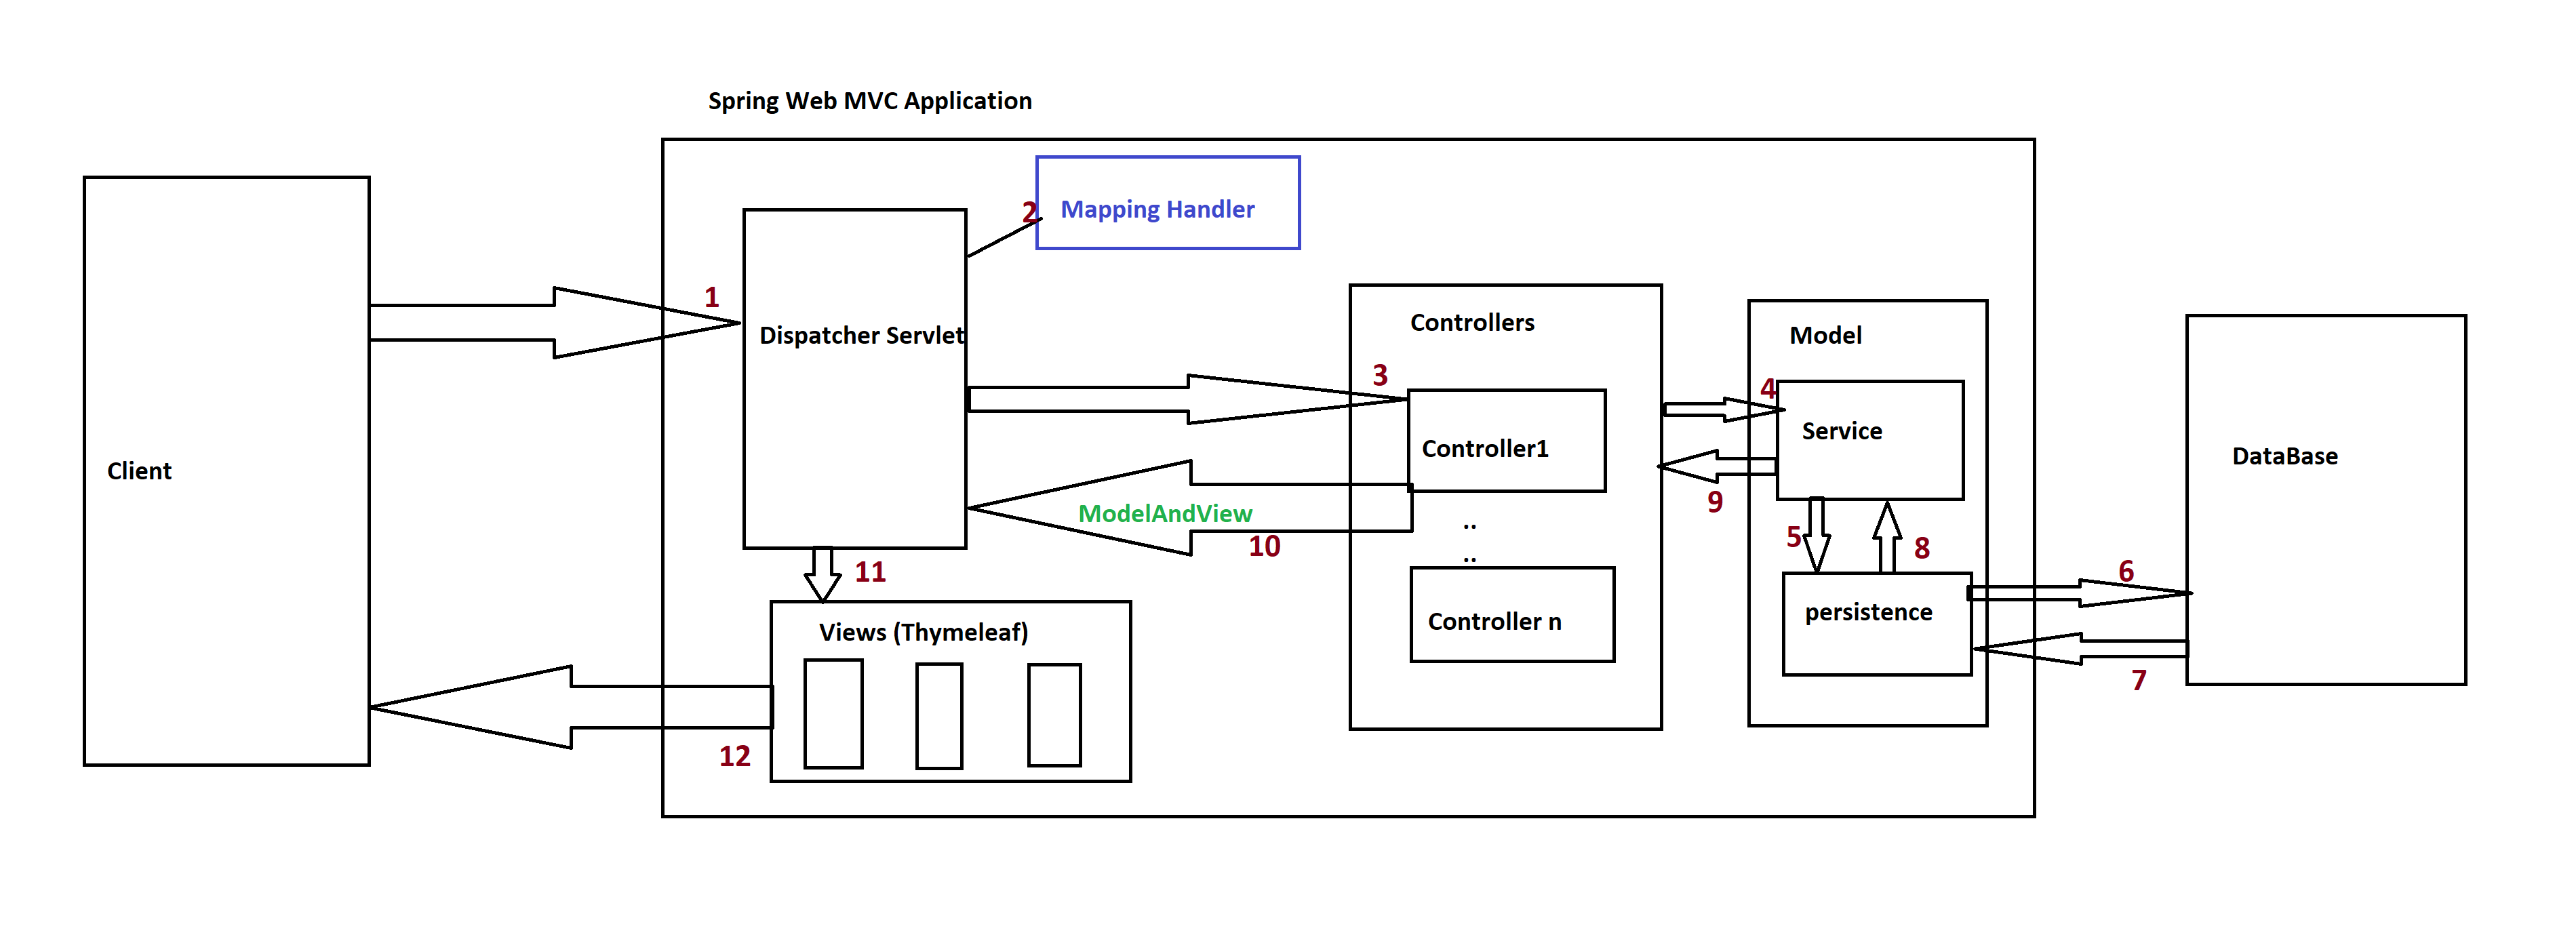 Spring Web MVC Application
Client
1
Dispatcher Servlet
2
Mapping Handler
3
Controllers
Controller1
..
..
Controller n
ModelAndView
10
4
Model
Service
9
5
8
persistence
6
7
DataBase
11
Views (Thymeleaf)
12